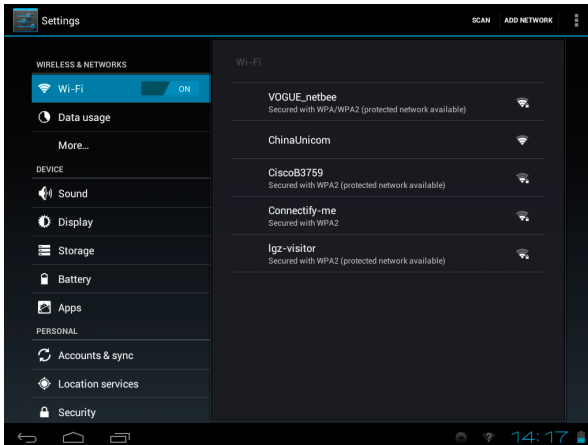 Settings
SCAN
ADD NETWORK
WIRELESS & NETWORKS
Wi-Fi
ON
Data usage
More...
DEVICE
Sound
Display
Storage
Battery
Apps
PERSONAL
Accounts & sync
Location services
Security
Wi-Fi
VOGUE_netbee
Secured with WPA/WPA2 (protected network available)
ChinaUnicom
CiscoB3759
Secured with WPA2 (protected network available)
Connectify-me
Secured with WPA2
lgz-visitor
Secured with WPA2 (protected network available)
14:17